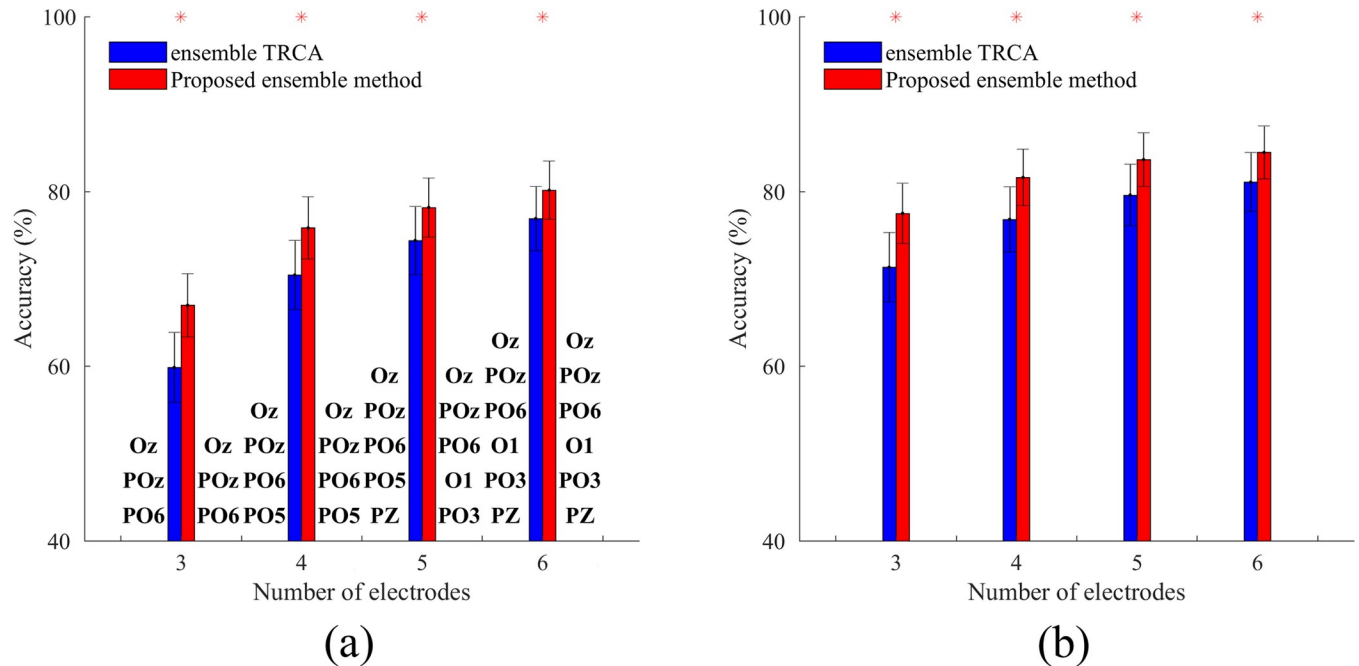 100
80
60
40
Accuracy (%)
ensemble TRCA
Proposed ensemble method
Oz
POz
PO6
Oz
POz
PO6
Oz
POz
PO6
PO5
Oz
POz
PO6
PO5
Oz
POz
PO6
PO5
PZ
Oz
POz
PO6
O1
PO3
Oz
POz
PO6
O1
PO3
PZ
Oz
POz
PO6
O1
PO3
PZ
3 4 5 6
Number of electrodes
(a)
100
80
60
40
Accuracy (%)
ensemble TRCA
Proposed ensemble method
3 4 5 6
Number of electrodes
(b)